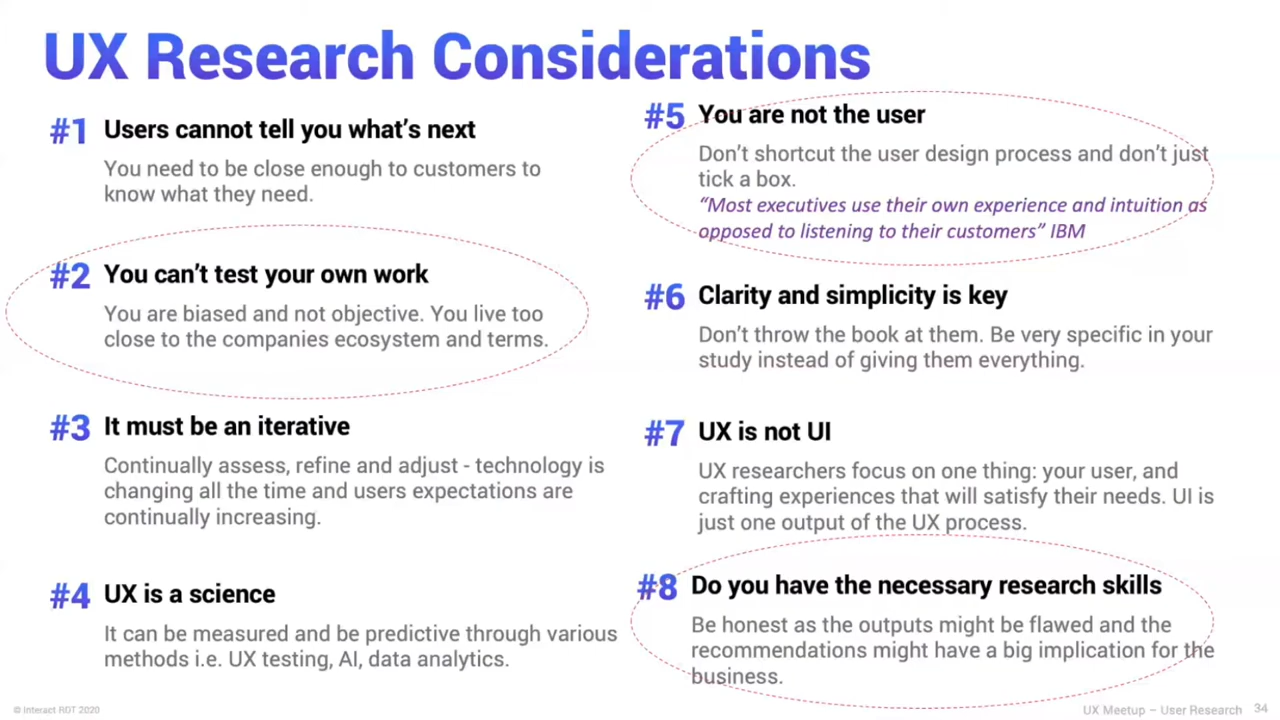 UX Research Considerations
#1 Users cannot tell you what's next
You need to be close enough to customers to
know what they need.
#2 You can't test your own work
You are biased and not objective. You live too
close to the companies ecosystem and terms.
#3 It must be an iterative
Continually assess, refine and adjust - technology is
changing all the time and users expectations are
continually increasing.
#4 UX is a science
It can be measured and be predictive through various
methods i.e. UX testing, AI, data analytics.
#5 You are not the user
Don't shortcut the user design process and don't just
tick a box.
“Most executives use their own experience and intuition as
opposed to listening to their customers” IBM
#6 Clarity and simplicity is key
Don't throw the book at them. Be very specific in your
study instead of giving them everything.
#7 UX is not UI
UX researchers focus on one thing: your user, and
crafting experiences that will satisfy their needs. UI is
just one output of the UX process.
#8 Do you have the necessary research skills
Be honest as the outputs might be flawed and the
recommendations might have a big implication for the
business.
© Interact RDT 2020
UX Meetup – User Research 34